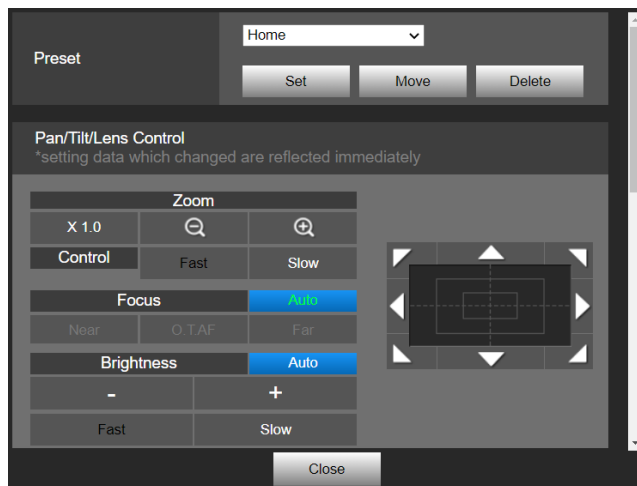 Home
Preset
Set Move Delete
Pan/Tilt/Lens Control
*setting data which changed are reflected immediately
Zoom
X 1.0
Control Fast Slow
Focus Auto
Near O.T.AF Far
Brightness Auto
- +
Fast Slow
Close